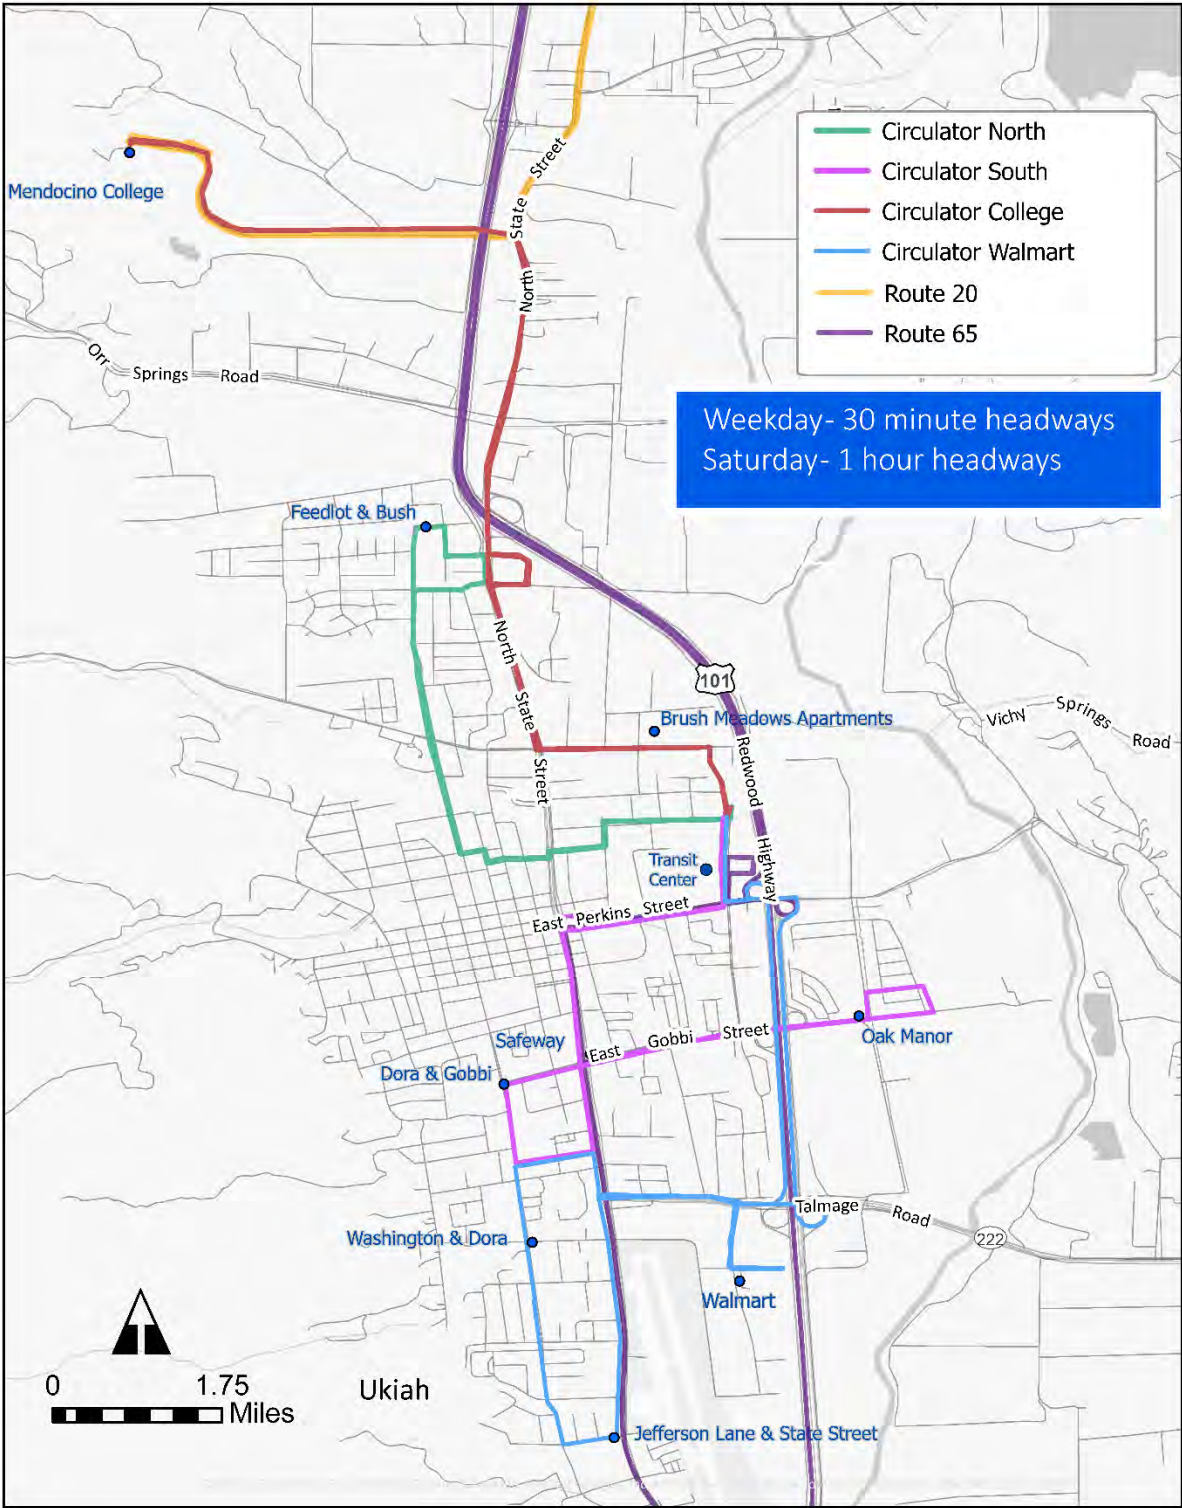 Circulator North
Circulator South
Circulator College
Circulator Walmart
Route 20
Route 65
Weekday- 30 minute headways
Saturday- 1 hour headways
Mendocino College
North State Street
Orr Springs Road
Feedlot & Bush
North State Street
101
Brush Meadows Apartments
Vichy Springs Road
Redwood Highway
Transit
Center
East Perkins Street
Safeway
East Gobbi Street
Oak Manor
Dora & Gobbi
Talmage Road
222
Washington & Dora
Walmart
Jefferson Lane & State Street
Ukiah
0 1.75
Miles